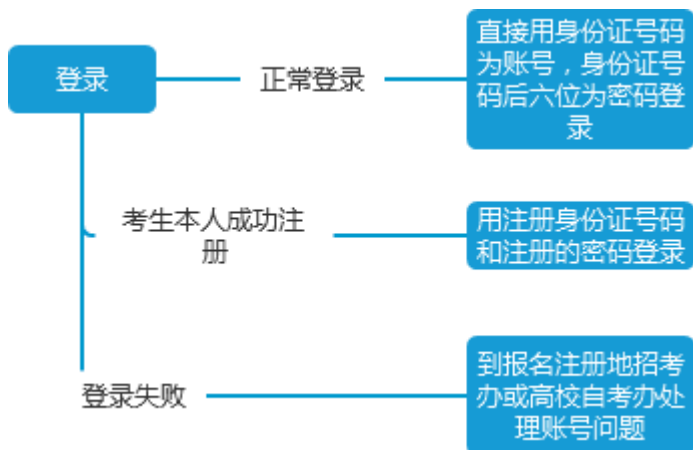 登录
正常登录
直接用身份证号码
为账号，身份证号
码后六位为密码登
录
考生本人成功注
册
用注册身份证号码
和注册的密码登录
登录失败
到报名注册地招考
办或高校自考办处
理账号问题